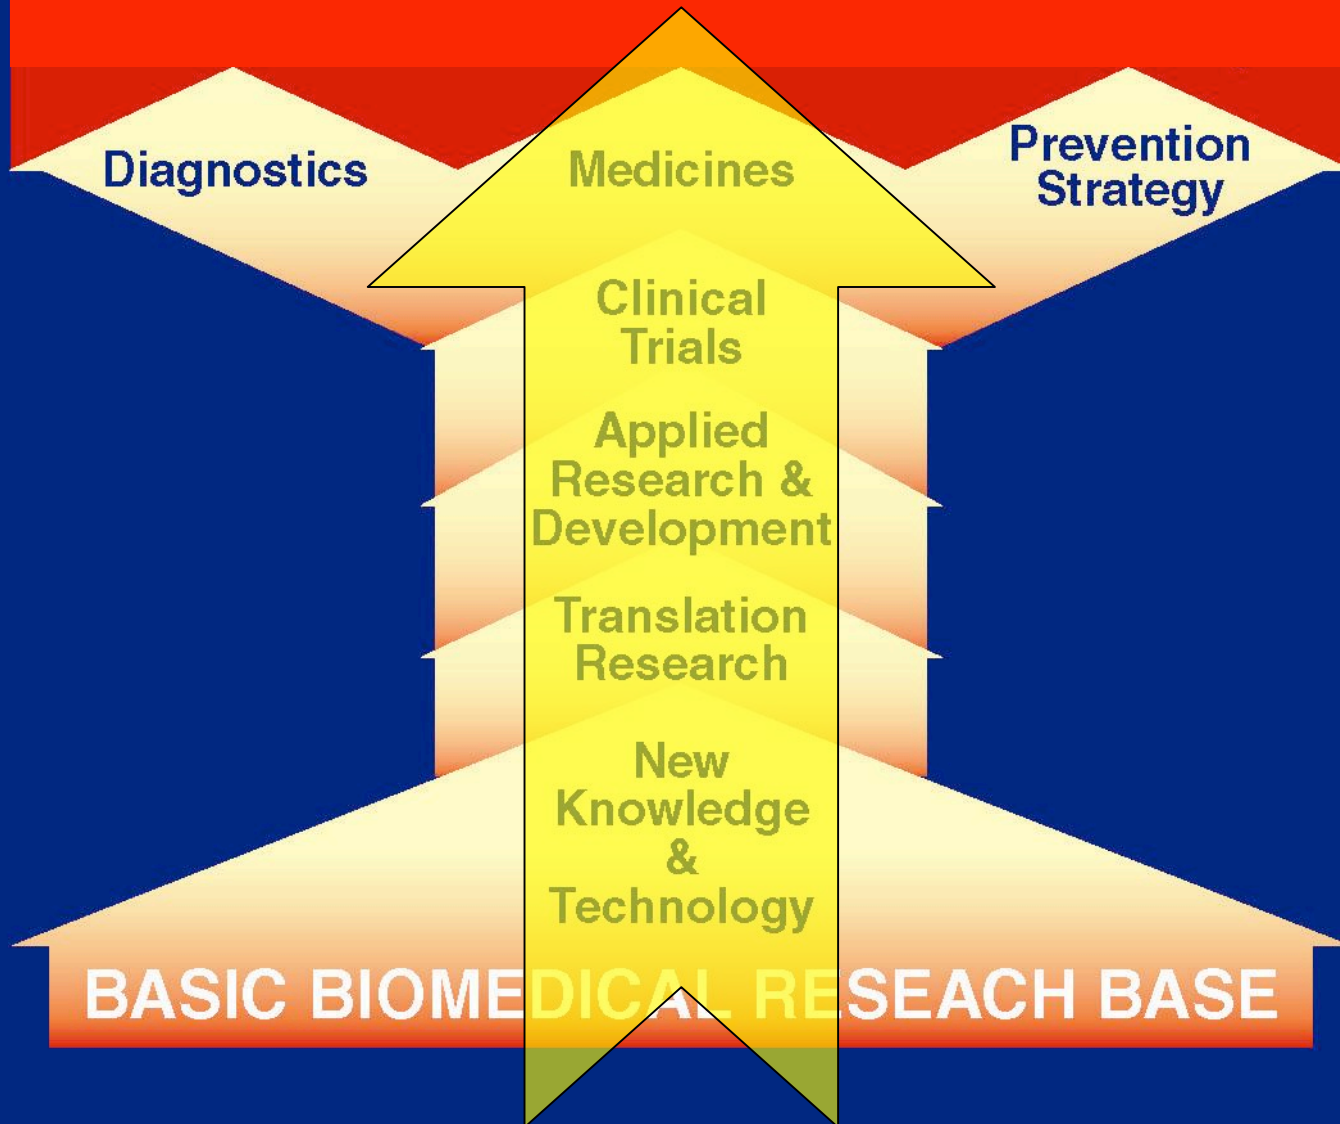 Diagnostics
Medicines
Prevention
Strategy
Clinical
Trials
Applied
Research &
Development
Translation
Research
New
Knowledge
&
Technology
BASIC BIOMEDICAL RESEACH BASE